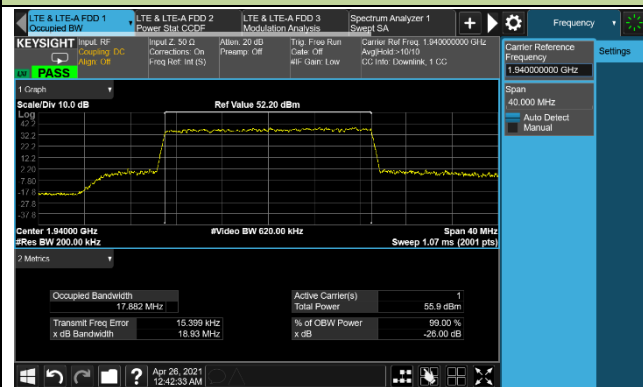 LTE & LTE-A FDD 1
Occupied BW
LTE & LTE-A FDD 2
Power Stat CCDF
LTE & LTE-A FDD 3
Modulation Analysis
Spectrum Analyzer 1
Swept SA
Frequency
KEYSIGHT
Input: RF
Coupling: DC
Align: Off
Input Z: 50 Ω
Corrections: On
Freq Ref: Int (S)
Atten: 20 dB
Preamp: Off
Trig: Free Run
Gate: Off
#IF Gain: Low
Carrier Ref Freq: 1.940000000 GHz
Avg|Hold:>10/10
CC Info: Downlink, 1 CC
PASS
Carrier Reference
Frequency
1.940000000 GHz
Settings
Span
40.000 MHz
Auto Detect
Manual
1 Graph
Scale/Div 10.0 dB
Ref Value 52.20 dBm
Log
42.2
32.2
22.2
12.2
2.20
-7.80
-17.8
-27.8
-37.8
Center 1.94000 GHz
#Video BW 620.00 kHz
Span 40 MHz
#Res BW 200.00 kHz
Sweep 1.07 ms (2001 pts)
2 Metrics
Occupied Bandwidth
17.882 MHz
Active Carrier(s) 1
Total Power 55.9 dBm
Transmit Freq Error 15.399 kHz
x dB Bandwidth 18.93 MHz
% of OBW Power 99.00 %
x dB -26.00 dB
?
Apr 26, 2021
12:42:33 AM